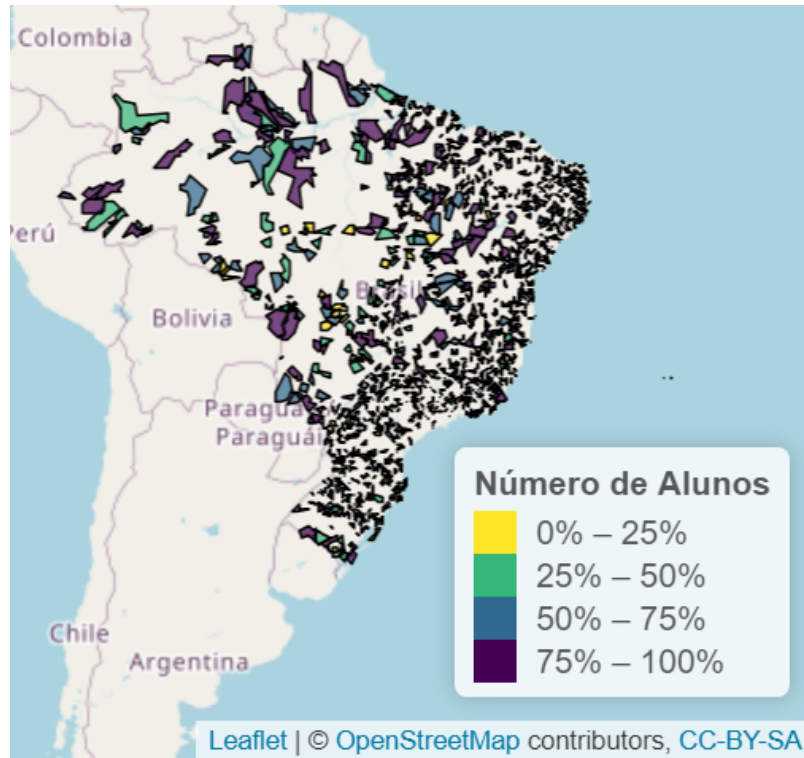 Colombia
Perú
Brasil
Bolivia
Paraguay /
Paraguái
Número de Alunos
0% – 25%
25% – 50%
50% – 75%
75% – 100%
Chile
Argentina
Leaflet | © OpenStreetMap contributors, CC-BY-SA